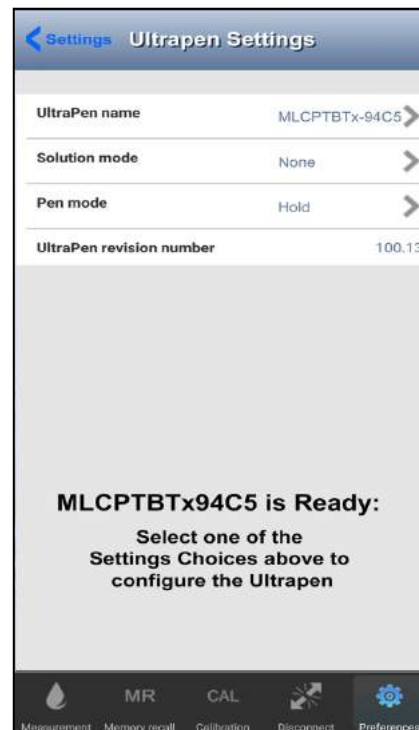 Settings Ultrapen Settings
UltraPen name MLCPTBTx-94C5
Solution mode None
Pen mode Hold
UltraPen revision number 100.13
MLCPTBTx94C5 is Ready:
Select one of the
Settings Choices above to
configure the Ultrapen
MR CAL
Measurement Memory recall Calibration Disconnect Preferences